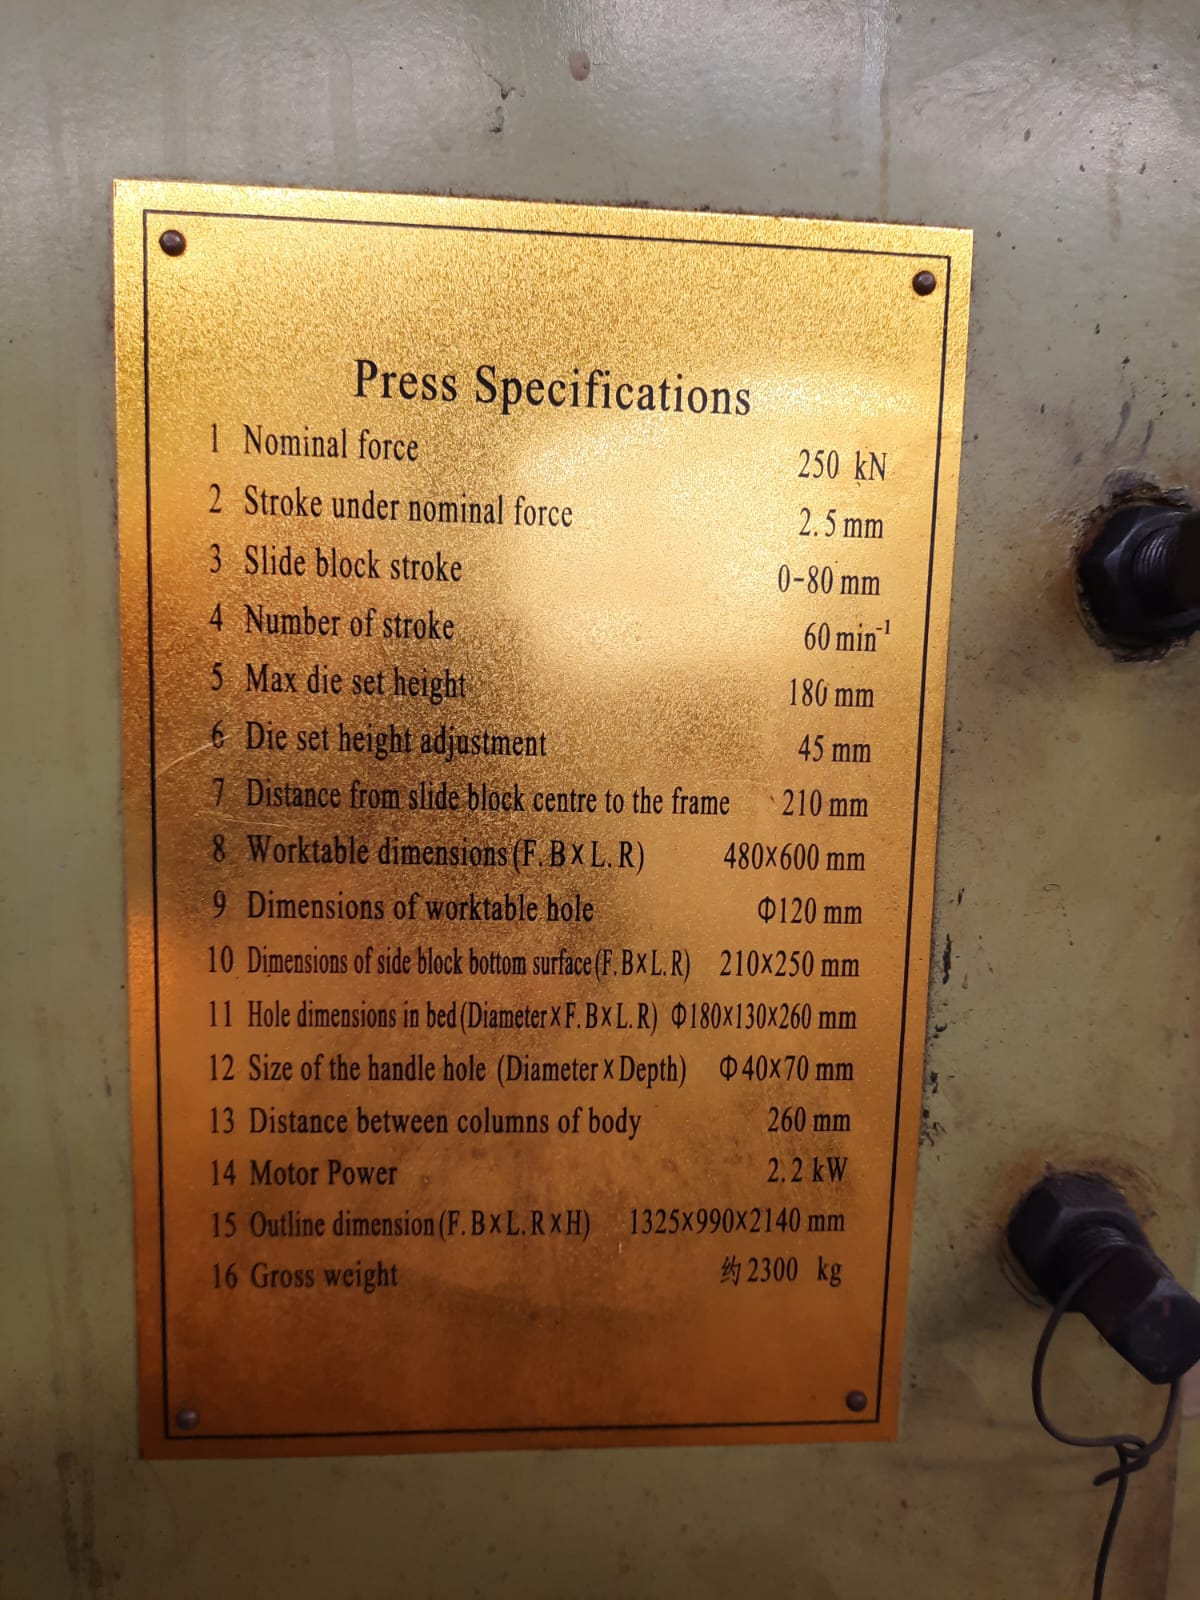 Press Specifications
1 Nominal force 250 kN
2 Stroke under nominal force 2.5 mm
3 Slide block stroke 0-80 mm
4 Number of stroke 60 min⁻¹
5 Max die set height 180 mm
6 Die set height adjustment 45 mm
7 Distance from slide block centre to the frame 210 mm
8 Worktable dimensions(F.B×L.R) 480×600 mm
9 Dimensions of worktable hole Φ120 mm
10 Dimensions of side block bottom surface(F.B×L.R) 210×250 mm
11 Hole dimensions in bed(Diameter×F.B×L.R) Φ180×130×260 mm
12 Size of the handle hole (Diameter×Depth) Φ40×70 mm
13 Distance between columns of body 260 mm
14 Motor Power 2.2 kW
15 Outline dimension(F.B×L.R×H) 1325×990×2140 mm
16 Gross weight 约2300 kg